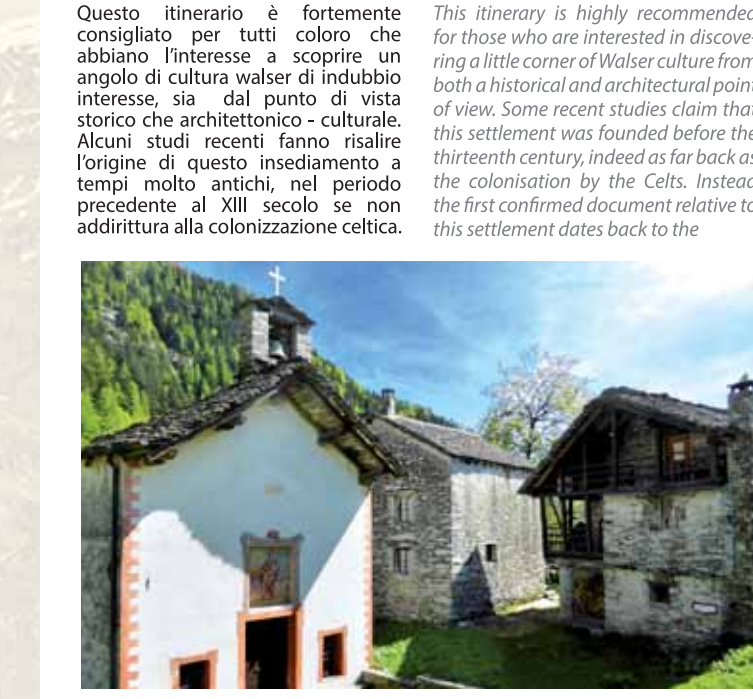 Questo itinerario è fortemente
consigliato per tutti coloro che
abbiano l'interesse a scoprire un
angolo di cultura walser di indubbio
interesse, sia dal punto di vista
storico che architettonico - culturale.
Alcuni studi recenti fanno risalire
l'origine di questo insediamento a
tempi molto antichi, nel periodo
precedente al XIII secolo se non
addirittura alla colonizzazione celtica.
This itinerary is highly recommended
for those who are interested in discove-
ring a little corner of Walser culture from
both a historical and architectural point
of view. Some recent studies claim that
this settlement was founded before the
thirteenth century, indeed as far back as
the colonisation by the Celts. Instead
the first confirmed document relative to
this settlement dates back to the